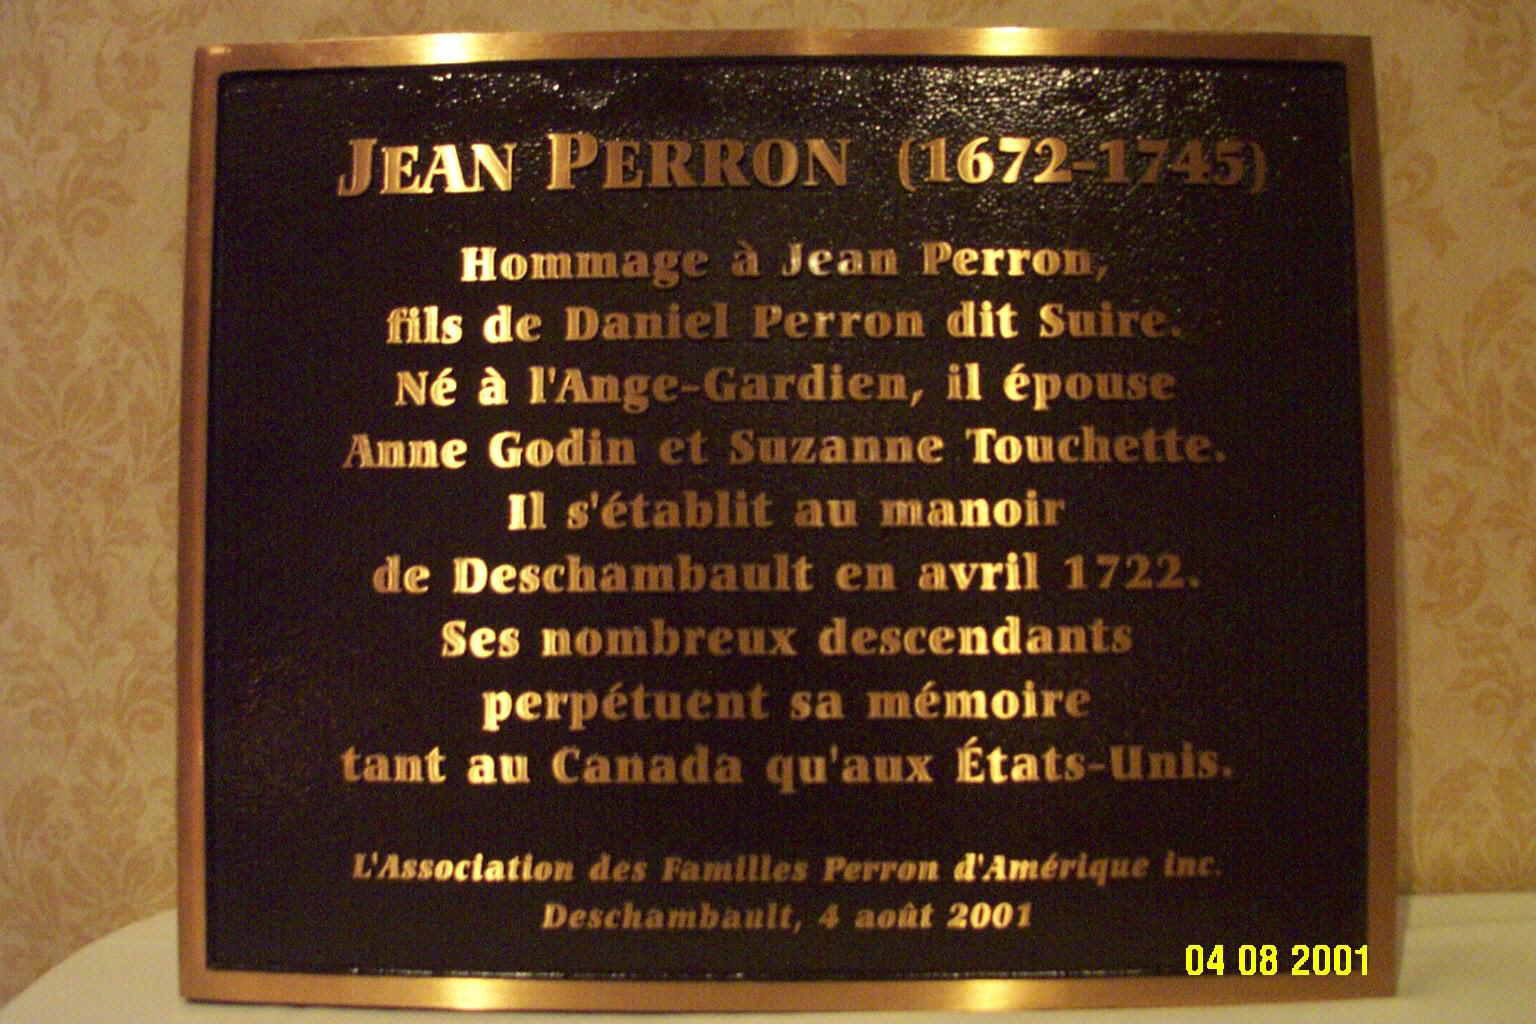 JEAN PERRON (1672-1745)
Hommage à Jean Perron,
fils de Daniel Perron dit Suire.
Né à l'Ange-Gardien, il épouse
Anne Godin et Suzanne Touchette.
Il s'établit au manoir
de Deschambault en avril 1722.
Ses nombreux descendants
perpétuent sa mémoire
tant au Canada qu'aux États-Unis.
L'Association des Familles Perron d'Amérique inc.
Deschambault, 4 août 2001
04 08 2001